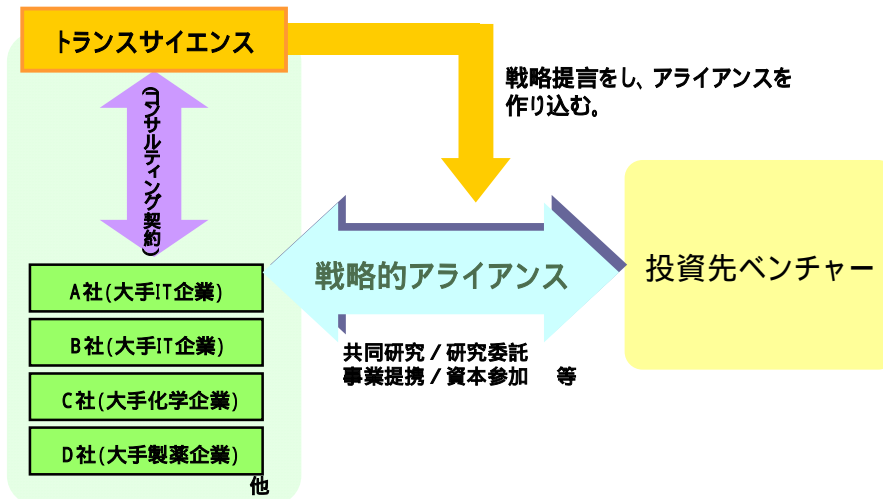 トランスサイエンス
(コンサルティング契約)
戦略提言をし、アライアンスを
作り込む。
戦略的アライアンス
投資先ベンチャー
A社(大手IT企業)
B社(大手IT企業)
C社(大手化学企業)
D社(大手製薬企業)
他
共同研究/研究委託
事業提携/資本参加 等